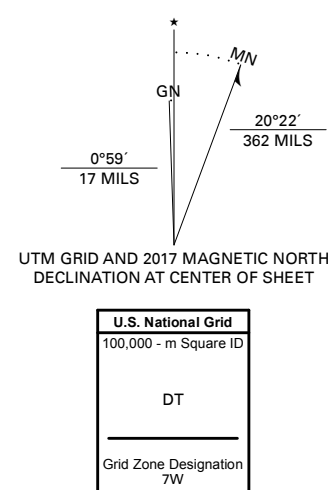 ★
MN
GN
20°22´
362 MILS
0°59´
17 MILS
UTM GRID AND 2017 MAGNETIC NORTH
DECLINATION AT CENTER OF SHEET
U.S. National Grid
100,000 - m Square ID
DT
Grid Zone Designation
7W